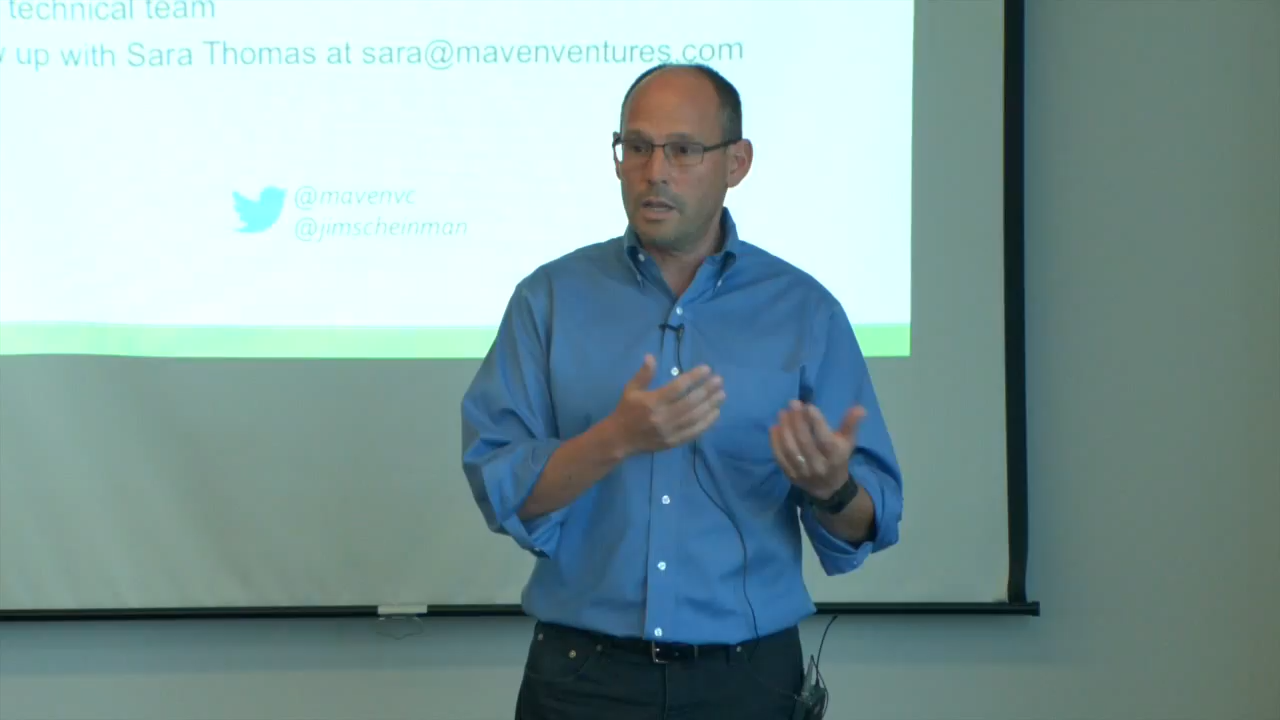 technical team
up with Sara Thomas at sara@mavenventures.com
@mavenvc
@jimscheinman